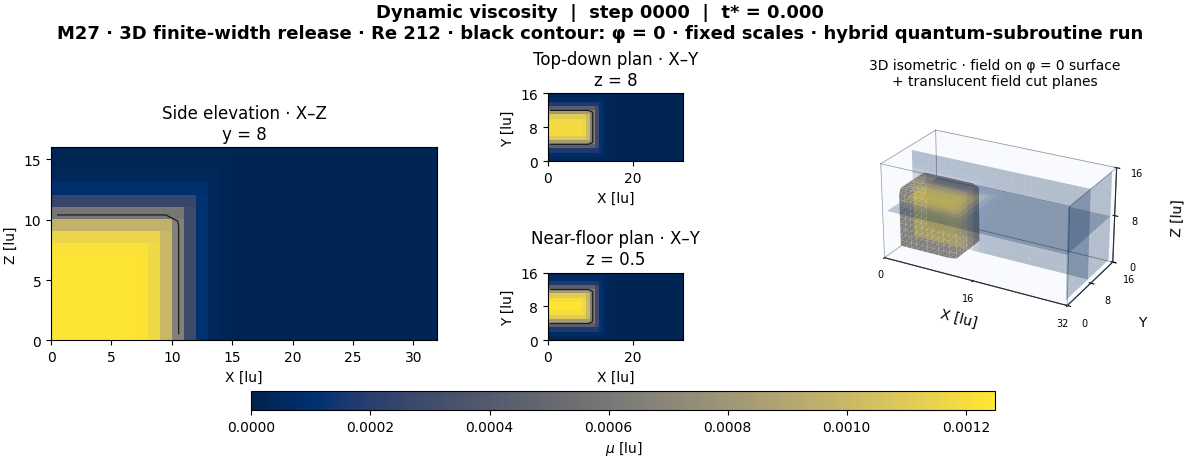 Dynamic viscosity | step 0000 | t* = 0.000
M27 · 3D finite-width release · Re 212 · black contour: φ = 0 · fixed scales · hybrid quantum-subroutine run
Side elevation · X–Z
y = 8
15
10
5
0
Z [lu]
0 5 10 15 20 25 30
X [lu]
Top-down plan · X–Y
z = 8
16
8
0
Y [lu]
0 20
X [lu]
Near-floor plan · X–Y
z = 0.5
16
8
0
Y [lu]
0 20
X [lu]
3D isometric · field on φ = 0 surface
+ translucent field cut planes
16
8
0
Z [lu]
16
8
0
Y
0
16
32
X [lu]
0.0000 0.0002 0.0004 0.0006 0.0008 0.0010 0.0012
μ [lu]